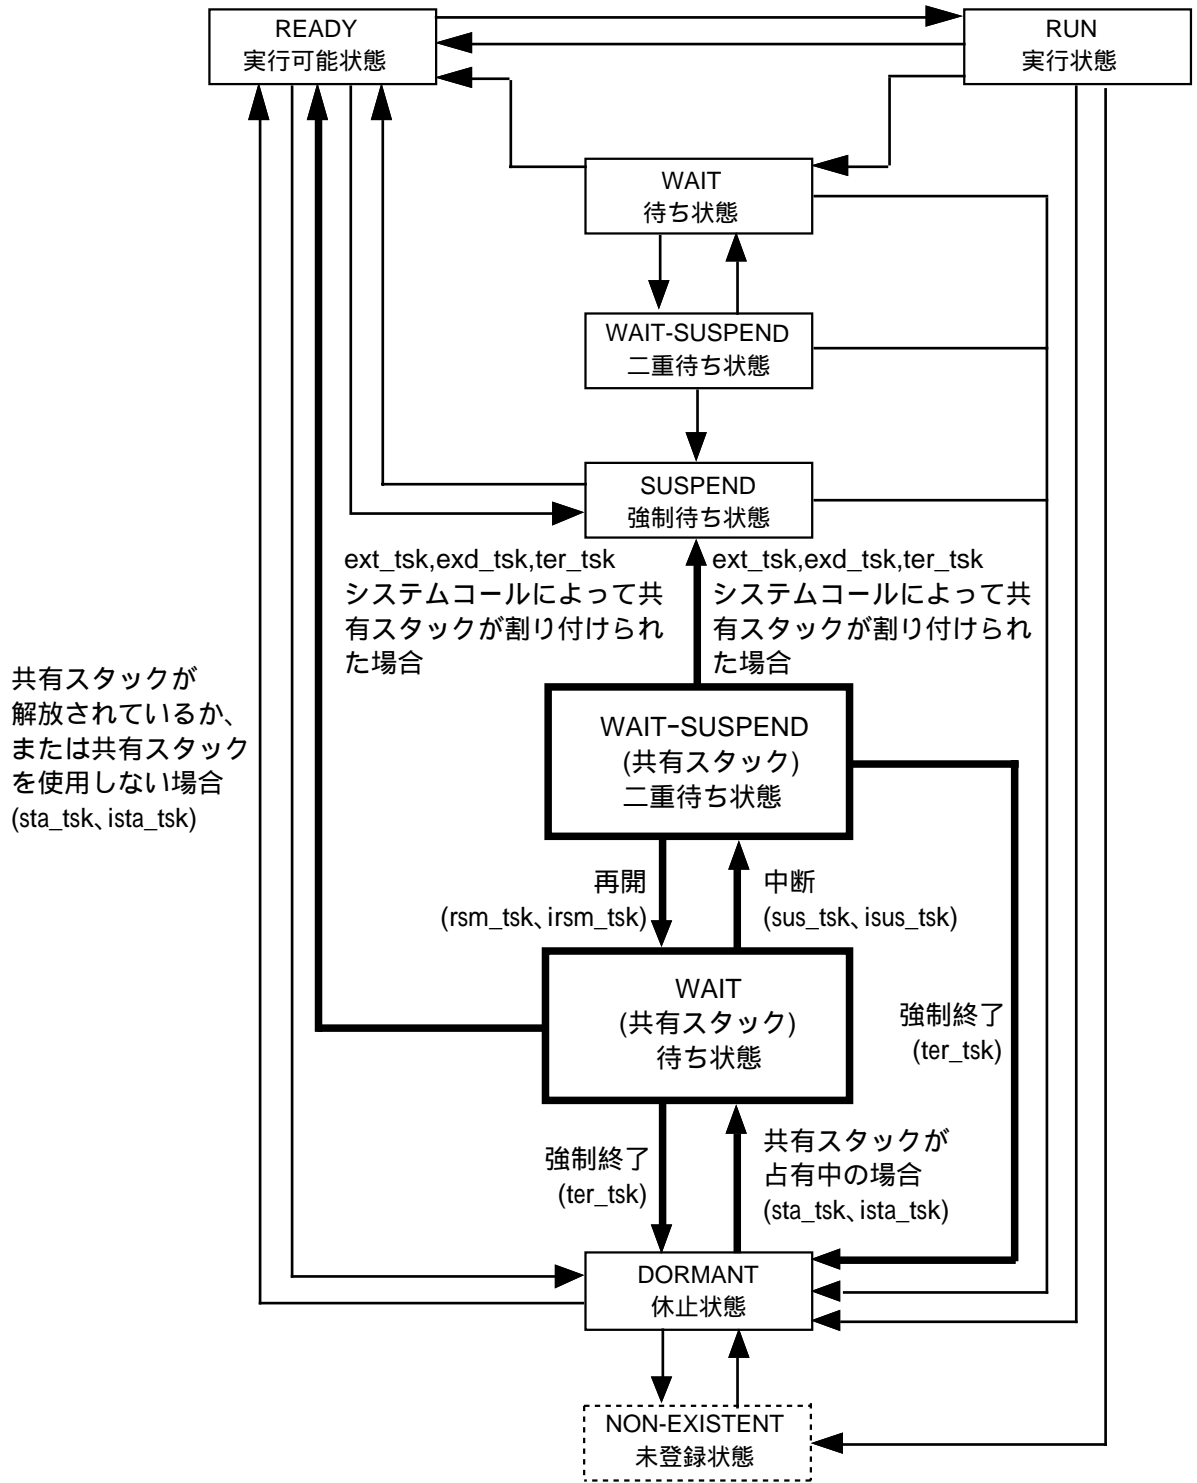 READY
実行可能状態
RUN
実行状態
WAIT
待ち状態
WAIT-SUSPEND
二重待ち状態
SUSPEND
強制待ち状態
ext_tsk,exd_tsk,ter_tsk
システムコールによって共
有スタックが割り付けられ
た場合
ext_tsk,exd_tsk,ter_tsk
システムコールによって共
有スタックが割り付けられ
た場合
共有スタックが
解放されているか、
または共有スタック
を使用しない場合
(sta_tsk、ista_tsk)
WAIT-SUSPEND
(共有スタック)
二重待ち状態
再開
(rsm_tsk、irsm_tsk)
中断
(sus_tsk、isus_tsk)
WAIT
(共有スタック)
待ち状態
強制終了
(ter_tsk)
強制終了
(ter_tsk)
共有スタックが
占有中の場合
(sta_tsk、ista_tsk)
DORMANT
休止状態
NON-EXISTENT
未登録状態